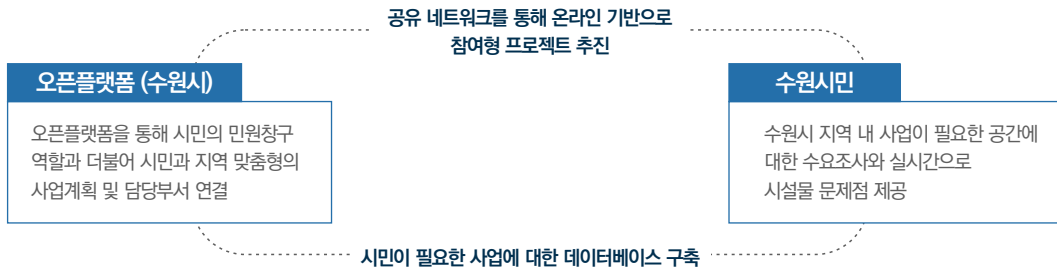 공유 네트워크를 통해 온라인 기반으로
참여형 프로젝트 추진
오픈플랫폼 (수원시)
오픈플랫폼을 통해 시민의 민원창구
역할과 더불어 시민과 지역 맞춤형의
사업계획 및 담당부서 연결
수원시민
수원시 지역 내 사업이 필요한 공간에
대한 수요조사와 실시간으로
시설물 문제점 제공
시민이 필요한 사업에 대한 데이터베이스 구축